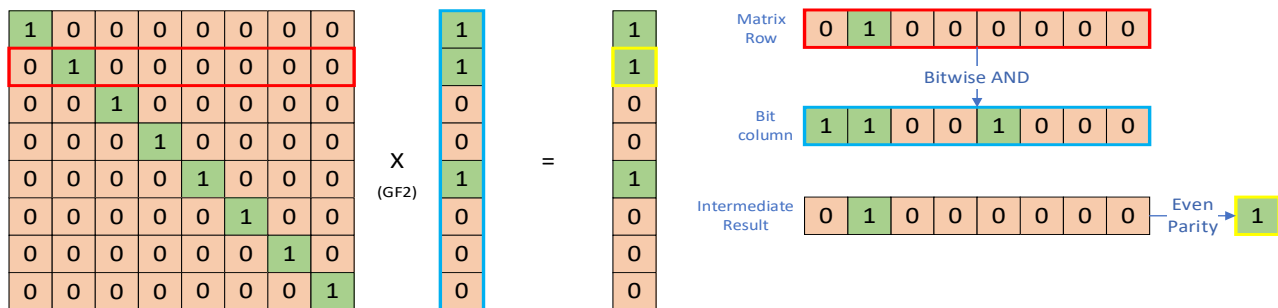 1 0 0 0 0 0 0 0
0 1 0 0 0 0 0 0
0 0 1 0 0 0 0 0
0 0 0 1 0 0 0 0
0 0 0 0 1 0 0 0
0 0 0 0 0 1 0 0
0 0 0 0 0 0 1 0
0 0 0 0 0 0 0 1
X
(GF2)
1
1
0
0
1
0
0
0
=
1
1
0
0
1
0
0
0
Matrix
Row
0 1 0 0 0 0 0 0
Bitwise AND
Bit
column
1 1 0 0 1 0 0 0
Intermediate
Result
0 1 0 0 0 0 0 0
Even
Parity
1